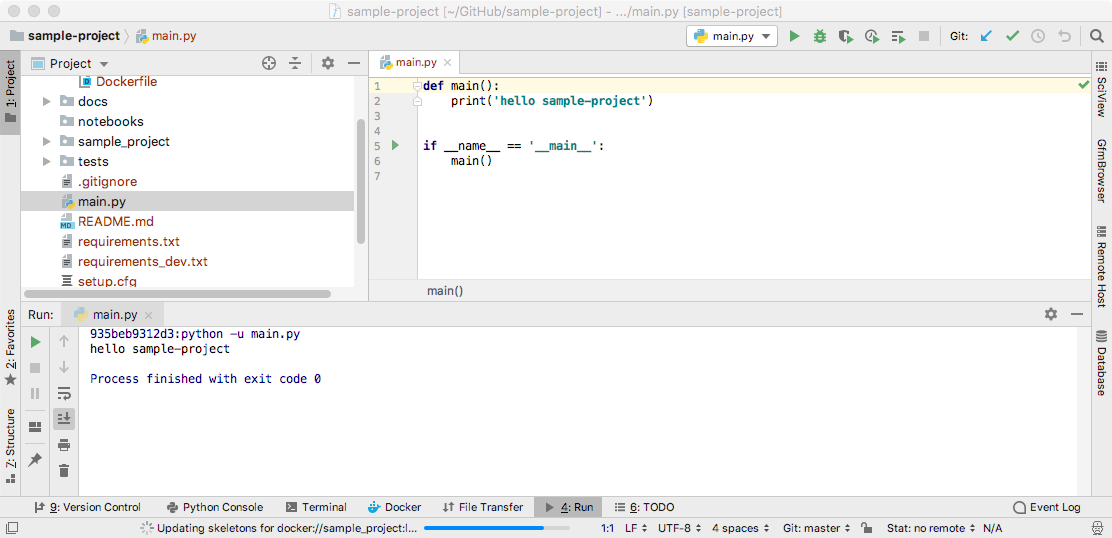 sample-project [~/GitHub/sample-project] - .../main.py [sample-project]
sample-project main.py
main.py
Git:
1: Project
Project
Dockerfile
docs
notebooks
sample_project
tests
.gitignore
main.py
README.md
requirements.txt
requirements_dev.txt
setup.cfg
main.py
1 def main():
2 print('hello sample-project')
3
4
5 if __name__ == '__main__':
6 main()
7
main()
SciView
GfmBrowser
Remote Host
Database
2: Favorites
7: Structure
Run: main.py
935beb9312d3:python -u main.py
hello sample-project
Process finished with exit code 0
9: Version Control Python Console Terminal Docker File Transfer 4: Run 6: TODO Event Log
Updating skeletons for docker://sample_project:l... 1:1 LF UTF-8 4 spaces Git: master Stat: no remote N/A